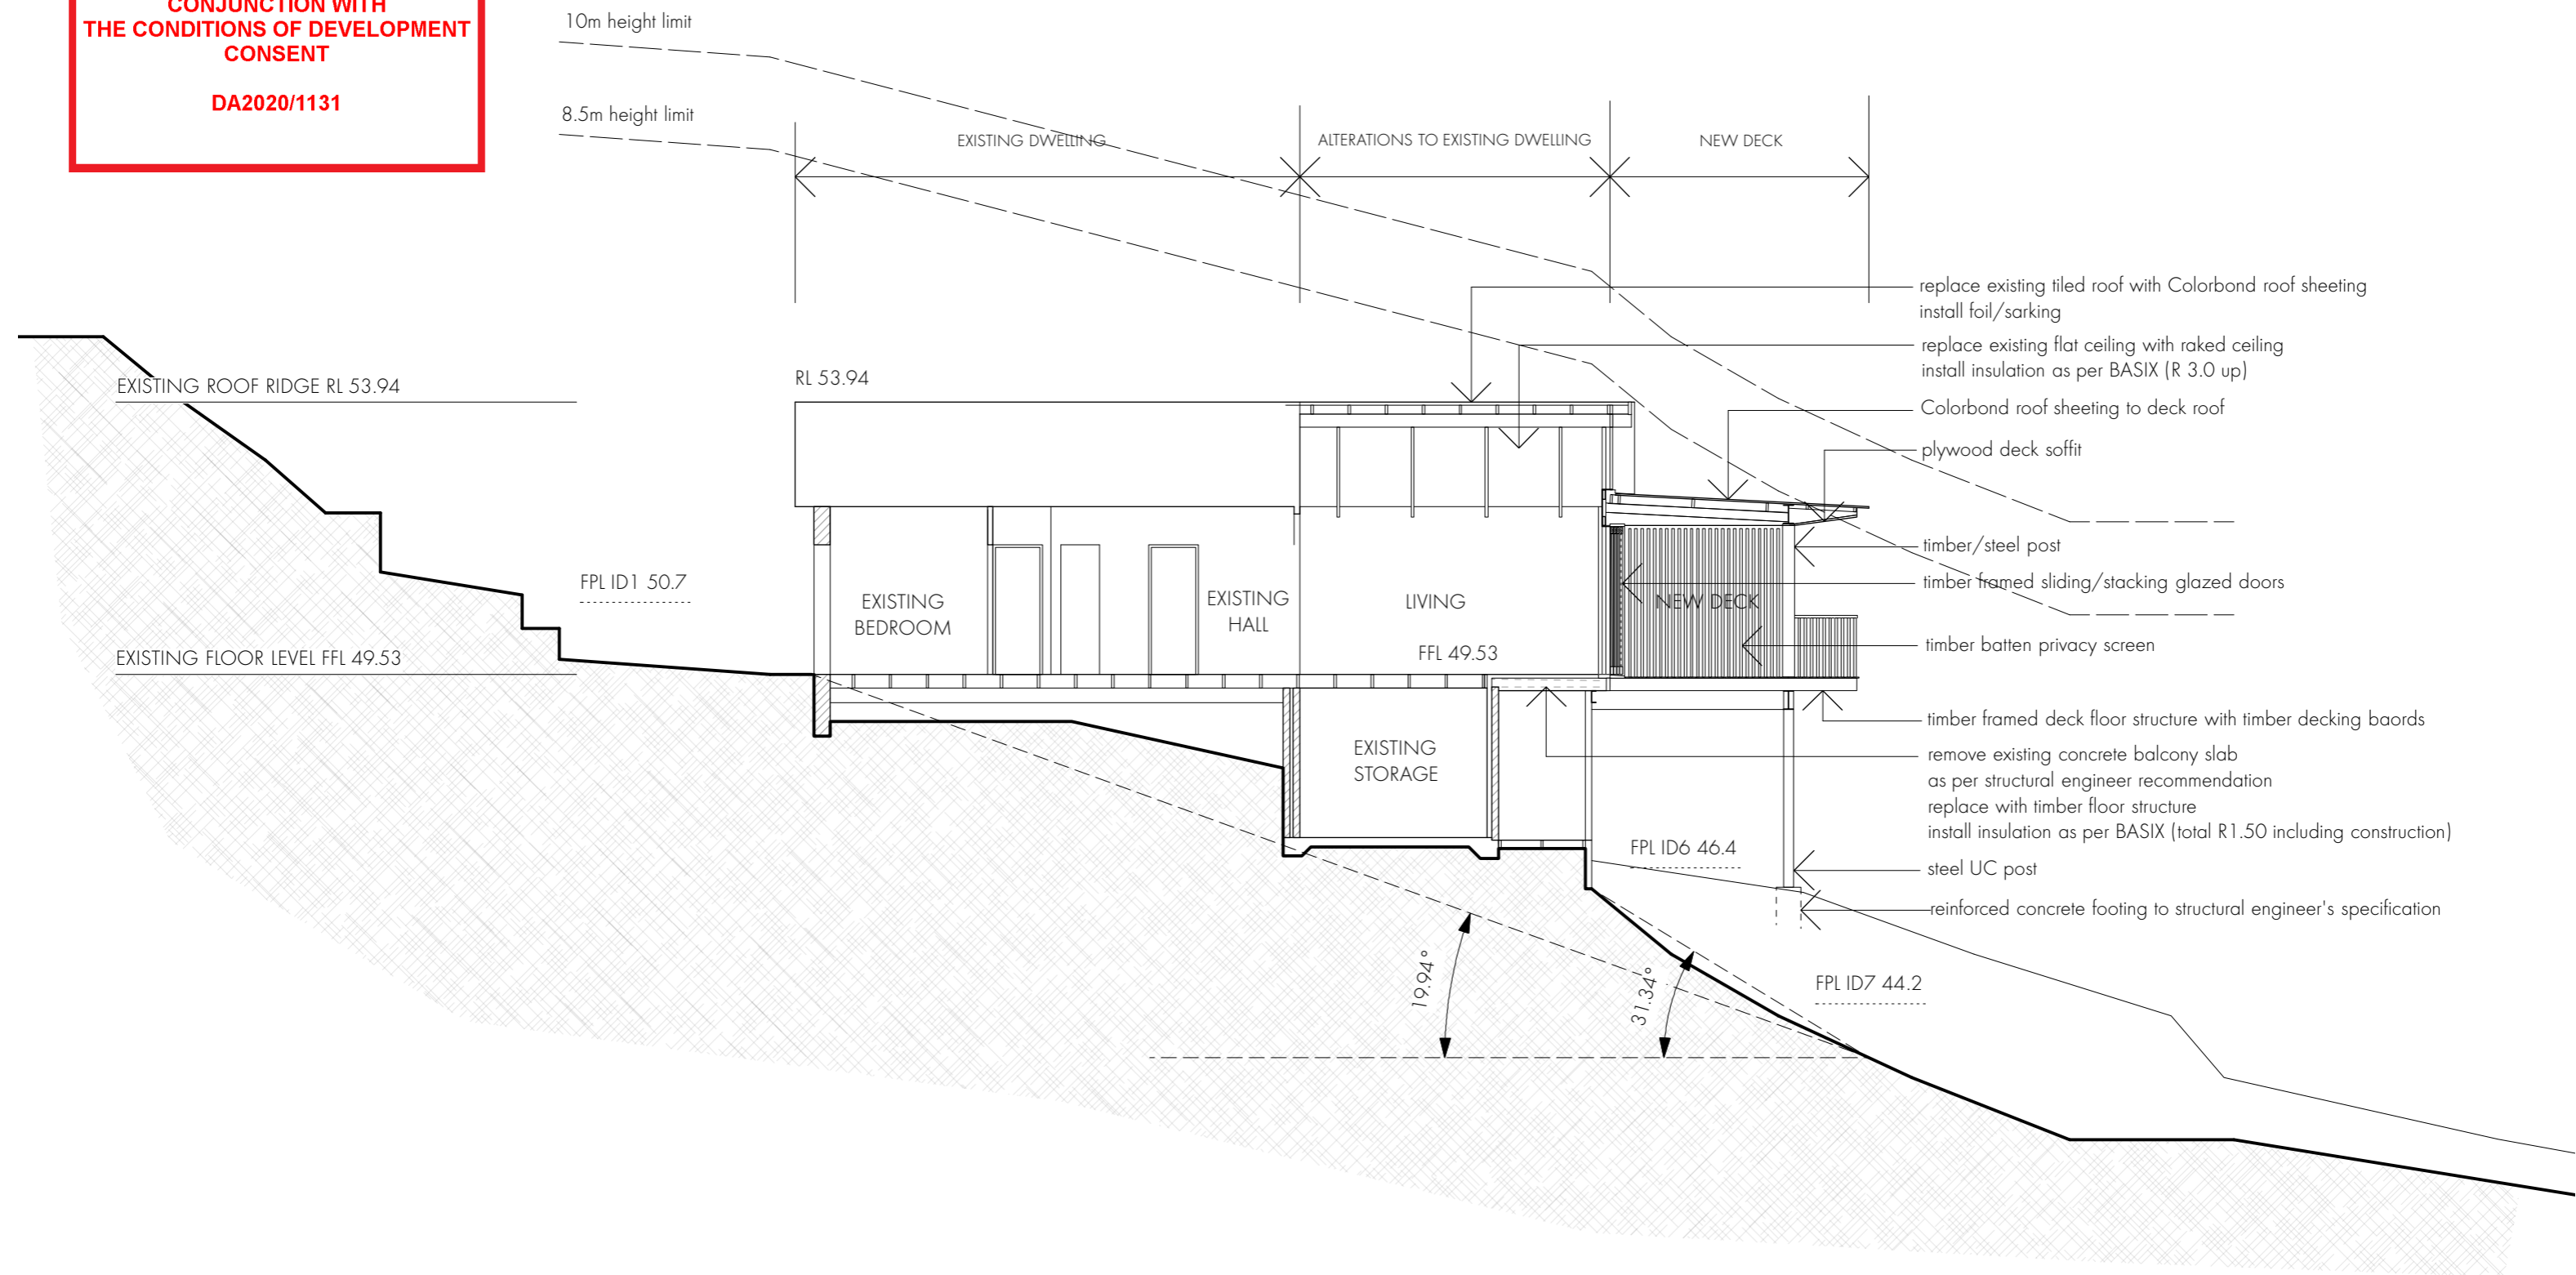 CONJUNCTION WITH
THE CONDITIONS OF DEVELOPMENT
CONSENT
DA2020/1131
10m height limit
8.5m height limit
EXISTING DWELLING
ALTERATIONS TO EXISTING DWELLING
NEW DECK
replace existing tiled roof with Colorbond roof sheeting
install foil/sarking
replace existing flat ceiling with raked ceiling
install insulation as per BASIX (R 3.0 up)
Colorbond roof sheeting to deck roof
plywood deck soffit
timber/steel post
timber framed sliding/stacking glazed doors
timber batten privacy screen
timber framed deck floor structure with timber decking baords
remove existing concrete balcony slab
as per structural engineer recommendation
replace with timber floor structure
install insulation as per BASIX (total R1.50 including construction)
steel UC post
reinforced concrete footing to structural engineer's specification
EXISTING ROOF RIDGE RL 53.94
RL 53.94
FPL ID1 50.7
EXISTING FLOOR LEVEL FFL 49.53
EXISTING
BEDROOM
EXISTING
HALL
LIVING
FFL 49.53
NEW DECK
EXISTING
STORAGE
FPL ID6 46.4
FPL ID7 44.2
19.94°
31.34°